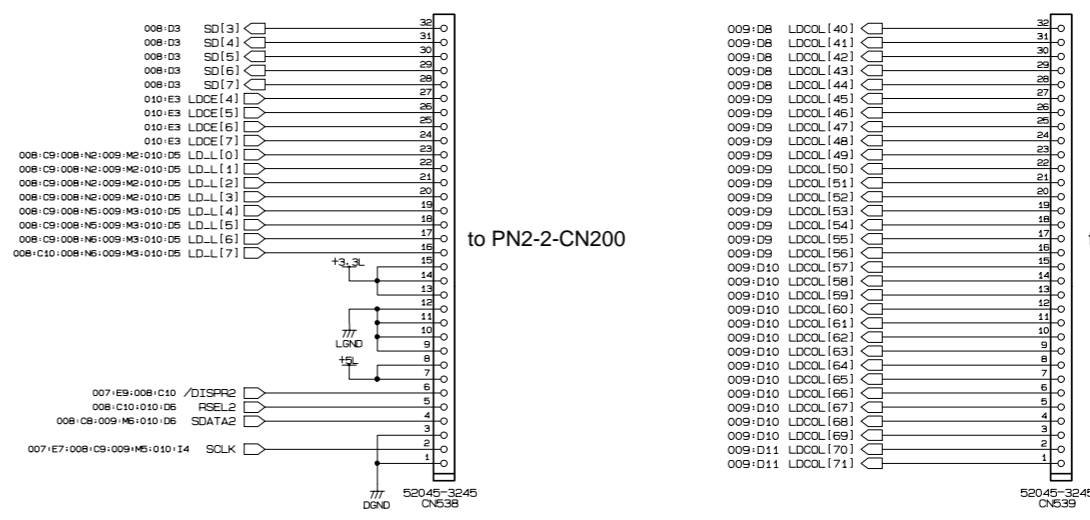 008:D3 SD[3] 32
008:D3 SD[4] 31
008:D3 SD[5] 30
008:D3 SD[6] 29
008:D3 SD[7] 28
010:E3 LDCE[4] 27
010:E3 LDCE[5] 26
010:E3 LDCE[6] 25
010:E3 LDCE[7] 24
008:C9:008:N2:009:M2:010:D5 LD_L[0] 23
008:C9:008:N2:009:M2:010:D5 LD_L[1] 22
008:C9:008:N2:009:M2:010:D5 LD_L[2] 21
008:C9:008:N2:009:M2:010:D5 LD_L[3] 20
008:C9:008:N5:009:M3:010:D5 LD_L[4] 19
008:C9:008:N5:009:M3:010:D5 LD_L[5] 18
008:C9:008:N6:009:M3:010:D5 LD_L[6] 17
008:C10:008:N6:009:M3:010:D5 LD_L[7] 16
+3.3L 15
14
13
12
11
10
LGND 9
+5L 8
7
007:E9:008:C10 /DISPR2 6
008:C10:010:D6 RSEL2 5
008:C8:009:M6:010:D6 SDATA2 4
3
007:E7:008:C9:009:M5:010:I4 SCLK 2
1
DGND
52045-3245
CN538
to PN2-2-CN200
009:D8 LDCOL[40] 32
009:D8 LDCOL[41] 31
009:D8 LDCOL[42] 30
009:D8 LDCOL[43] 29
009:D8 LDCOL[44] 28
009:D9 LDCOL[45] 27
009:D9 LDCOL[46] 26
009:D9 LDCOL[47] 25
009:D9 LDCOL[48] 24
009:D9 LDCOL[49] 23
009:D9 LDCOL[50] 22
009:D9 LDCOL[51] 21
009:D9 LDCOL[52] 20
009:D9 LDCOL[53] 19
009:D9 LDCOL[54] 18
009:D9 LDCOL[55] 17
009:D9 LDCOL[56] 16
009:D10 LDCOL[57] 15
009:D10 LDCOL[58] 14
009:D10 LDCOL[59] 13
009:D10 LDCOL[60] 12
009:D10 LDCOL[61] 11
009:D10 LDCOL[62] 10
009:D10 LDCOL[63] 9
009:D10 LDCOL[64] 8
009:D10 LDCOL[65] 7
009:D10 LDCOL[66] 6
009:D10 LDCOL[67] 5
009:D10 LDCOL[68] 4
009:D10 LDCOL[69] 3
009:D11 LDCOL[70] 2
009:D11 LDCOL[71] 1
52045-3245
CN539